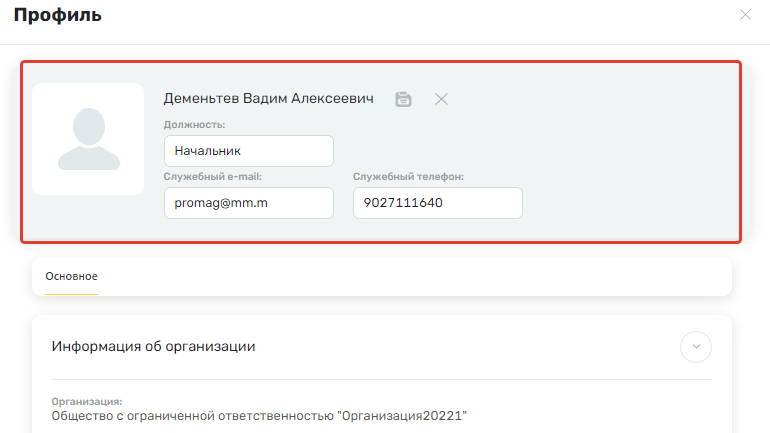 Профиль
Деменьтев Вадим Алексеевич
Должность:
Начальник
Служебный e-mail: Служебный телефон:
promag@mm.m 9027111640
Основное
Информация об организации
Организация:
Общество с ограниченной ответственностью "Организация20221"